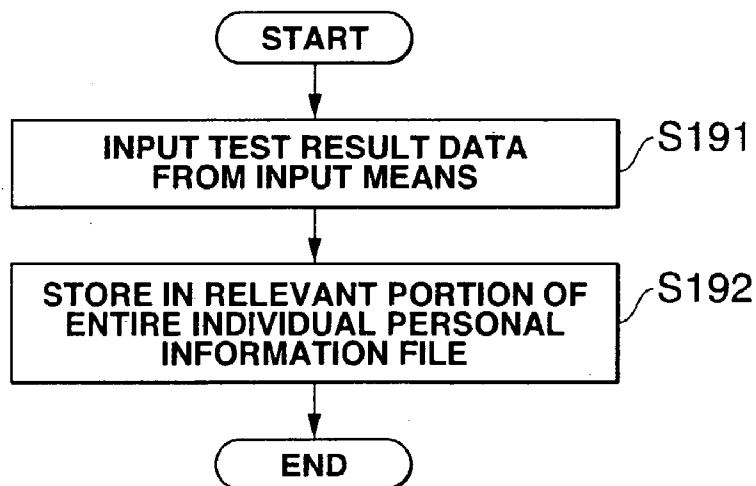 START
INPUT TEST RESULT DATA
FROM INPUT MEANS
S191
STORE IN RELEVANT PORTION OF
ENTIRE INDIVIDUAL PERSONAL
INFORMATION FILE
S192
END